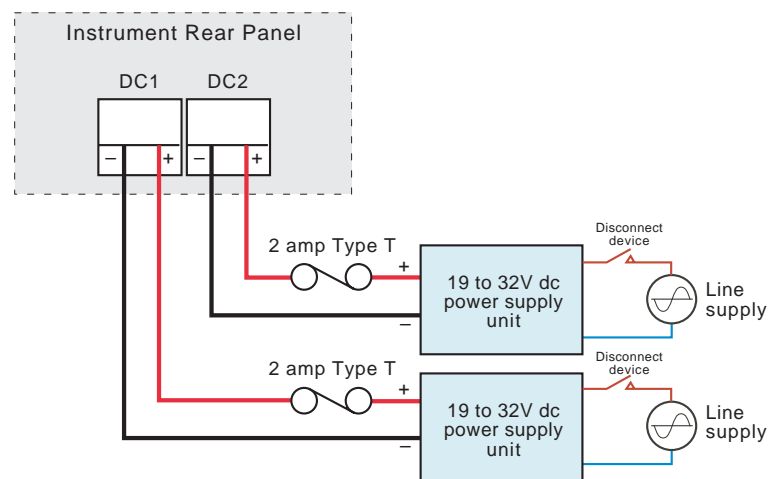 Instrument Rear Panel
DC1 DC2
– + – +
2 amp Type T
+
–
19 to 32V dc
power supply
unit
Disconnect
device
Line
supply
2 amp Type T
+
–
19 to 32V dc
power supply
unit
Disconnect
device
Line
supply